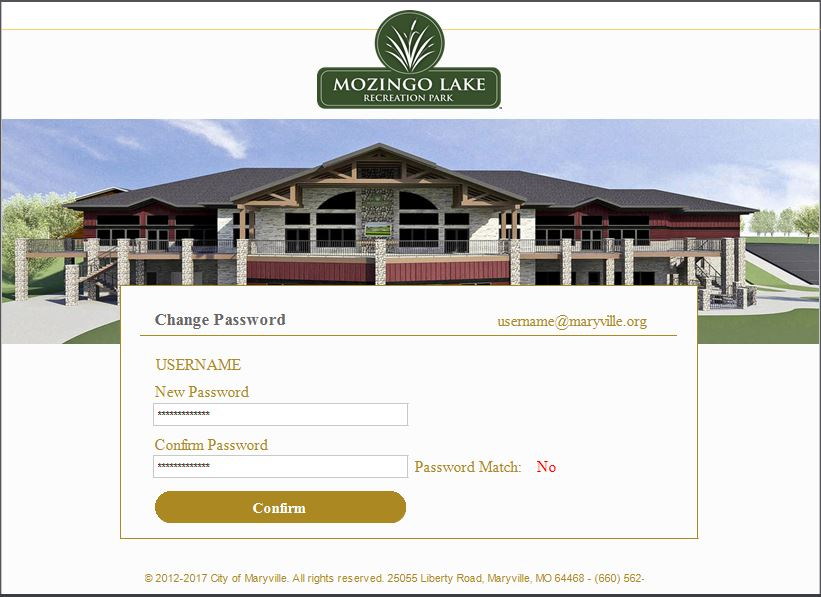 MOZINGO LAKE
RECREATION PARK
Change Password
username@maryville.org
USERNAME
New Password
*************
Confirm Password
*************
Password Match: No
Confirm
© 2012-2017 City of Maryville. All rights reserved. 25055 Liberty Road, Maryville, MO 64468 - (660) 562-